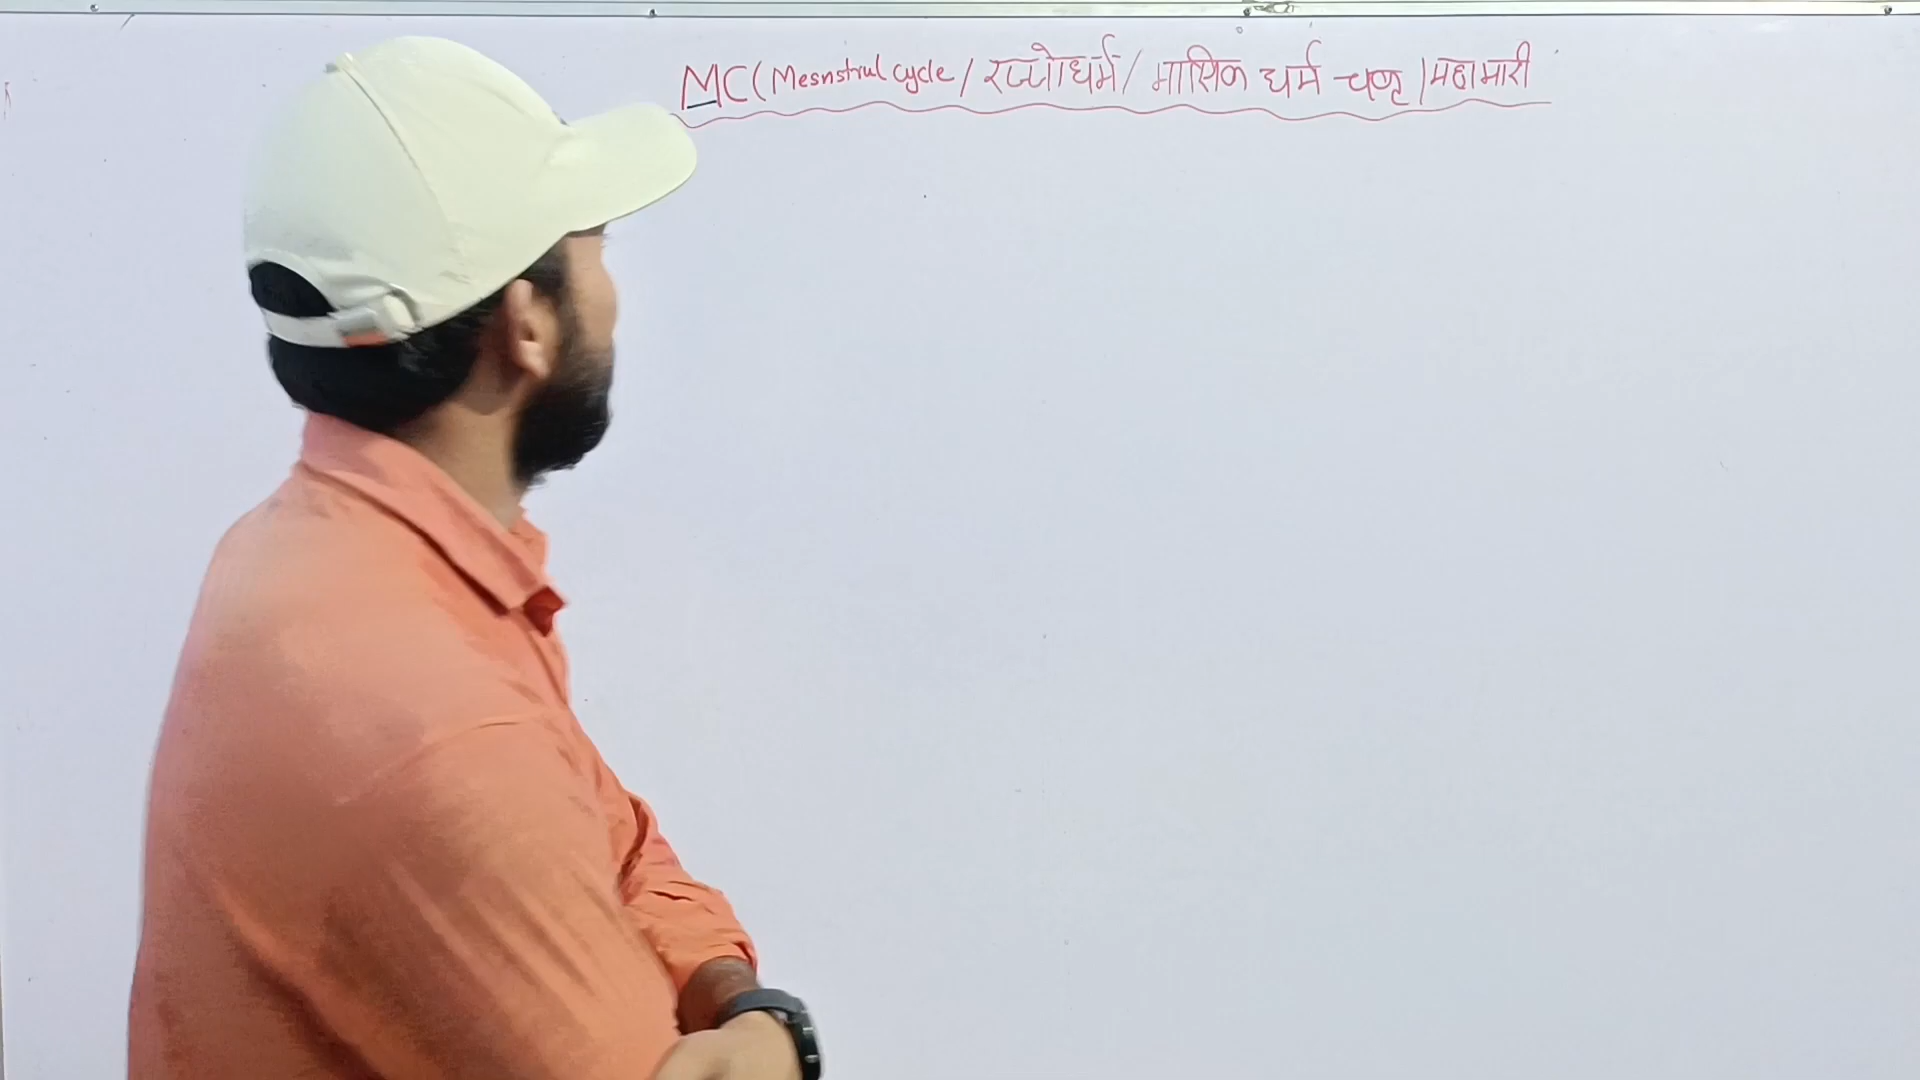 MC(Mesnstrul cycle / रज्जोधर्म / मासिक धर्म चक्र | महामारी